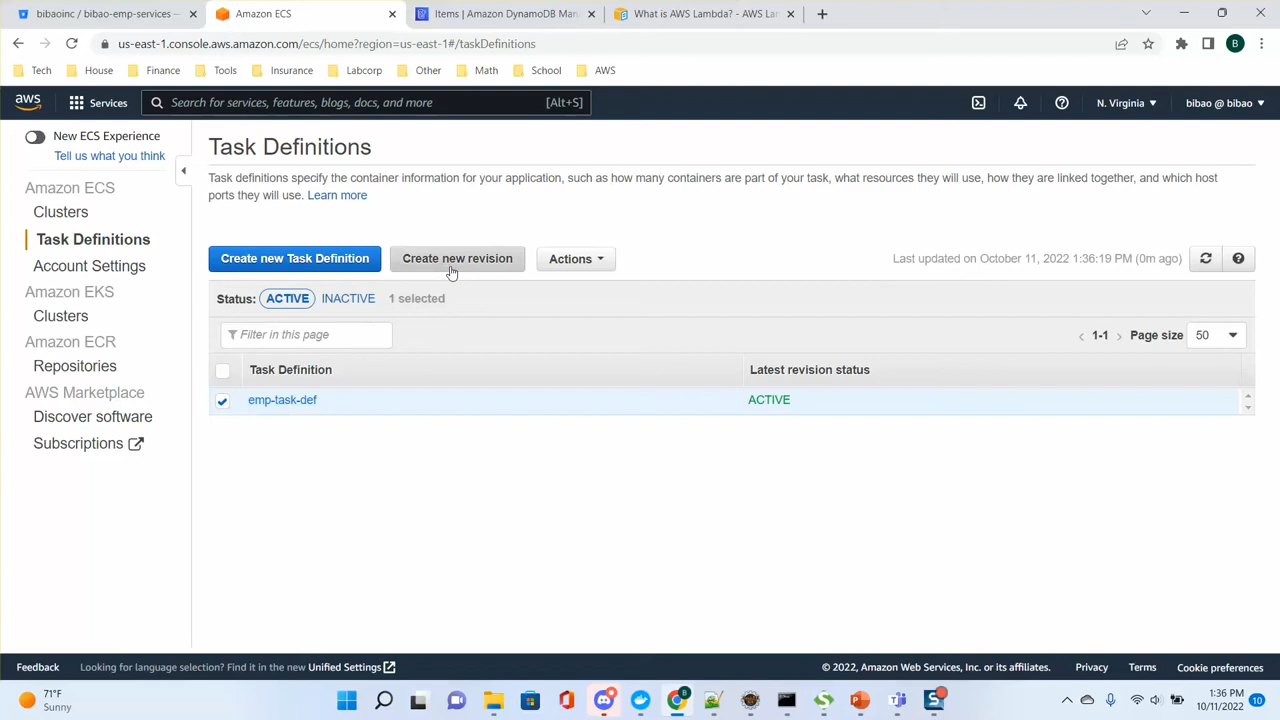 bibaoinc / bibao-emp-services —
Amazon ECS
Items | Amazon DynamoDB Man
What is AWS Lambda? - AWS Lam
us-east-1.console.aws.amazon.com/ecs/home?region=us-east-1#/taskDefinitions
B
Tech
House
Finance
Tools
Insurance
Labcorp
Other
Math
School
AWS
aws
Services
Search for services, features, blogs, docs, and more
[Alt+S]
N. Virginia
bibao @ bibao
New ECS Experience
Tell us what you think
Amazon ECS
Clusters
Task Definitions
Account Settings
Amazon EKS
Clusters
Amazon ECR
Repositories
AWS Marketplace
Discover software
Subscriptions
Task Definitions
Task definitions specify the container information for your application, such as how many containers are part of your task, what resources they will use, how they are linked together, and which host
ports they will use. Learn more
Create new Task Definition
Create new revision
Actions
Last updated on October 11, 2022 1:36:19 PM (0m ago)
Status: ACTIVE INACTIVE 1 selected
Filter in this page
1-1
Page size 50
Task Definition
Latest revision status
emp-task-def
ACTIVE
Feedback
Looking for language selection? Find it in the new Unified Settings
© 2022, Amazon Web Services, Inc. or its affiliates.
Privacy
Terms
Cookie preferences
71°F
Sunny
1:36 PM
10/11/2022
10